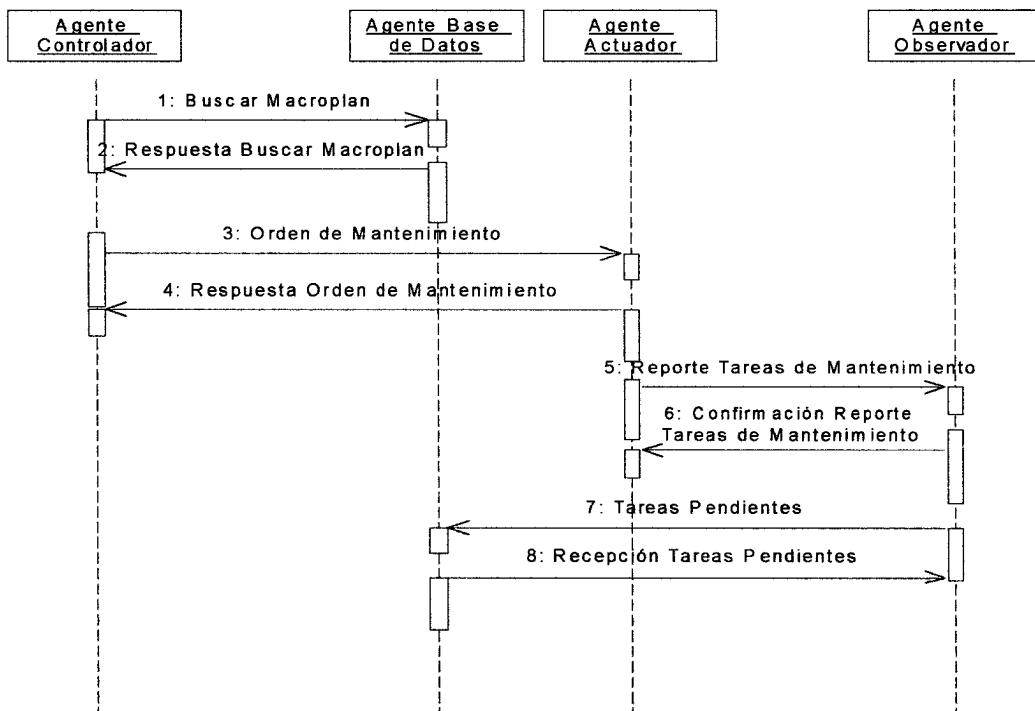 Agente
Controlador
Agente Base
de Datos
Agente
Actuador
Agente
Observador
1: Buscar Macroplan
2: Respuesta Buscar Macroplan
3: Orden de Mantenimiento
4: Respuesta Orden de Mantenimiento
5: Reporte Tareas de Mantenimiento
6: Confirmación Reporte
Tareas de Mantenimiento
7: Tareas Pendientes
8: Recepción Tareas Pendientes